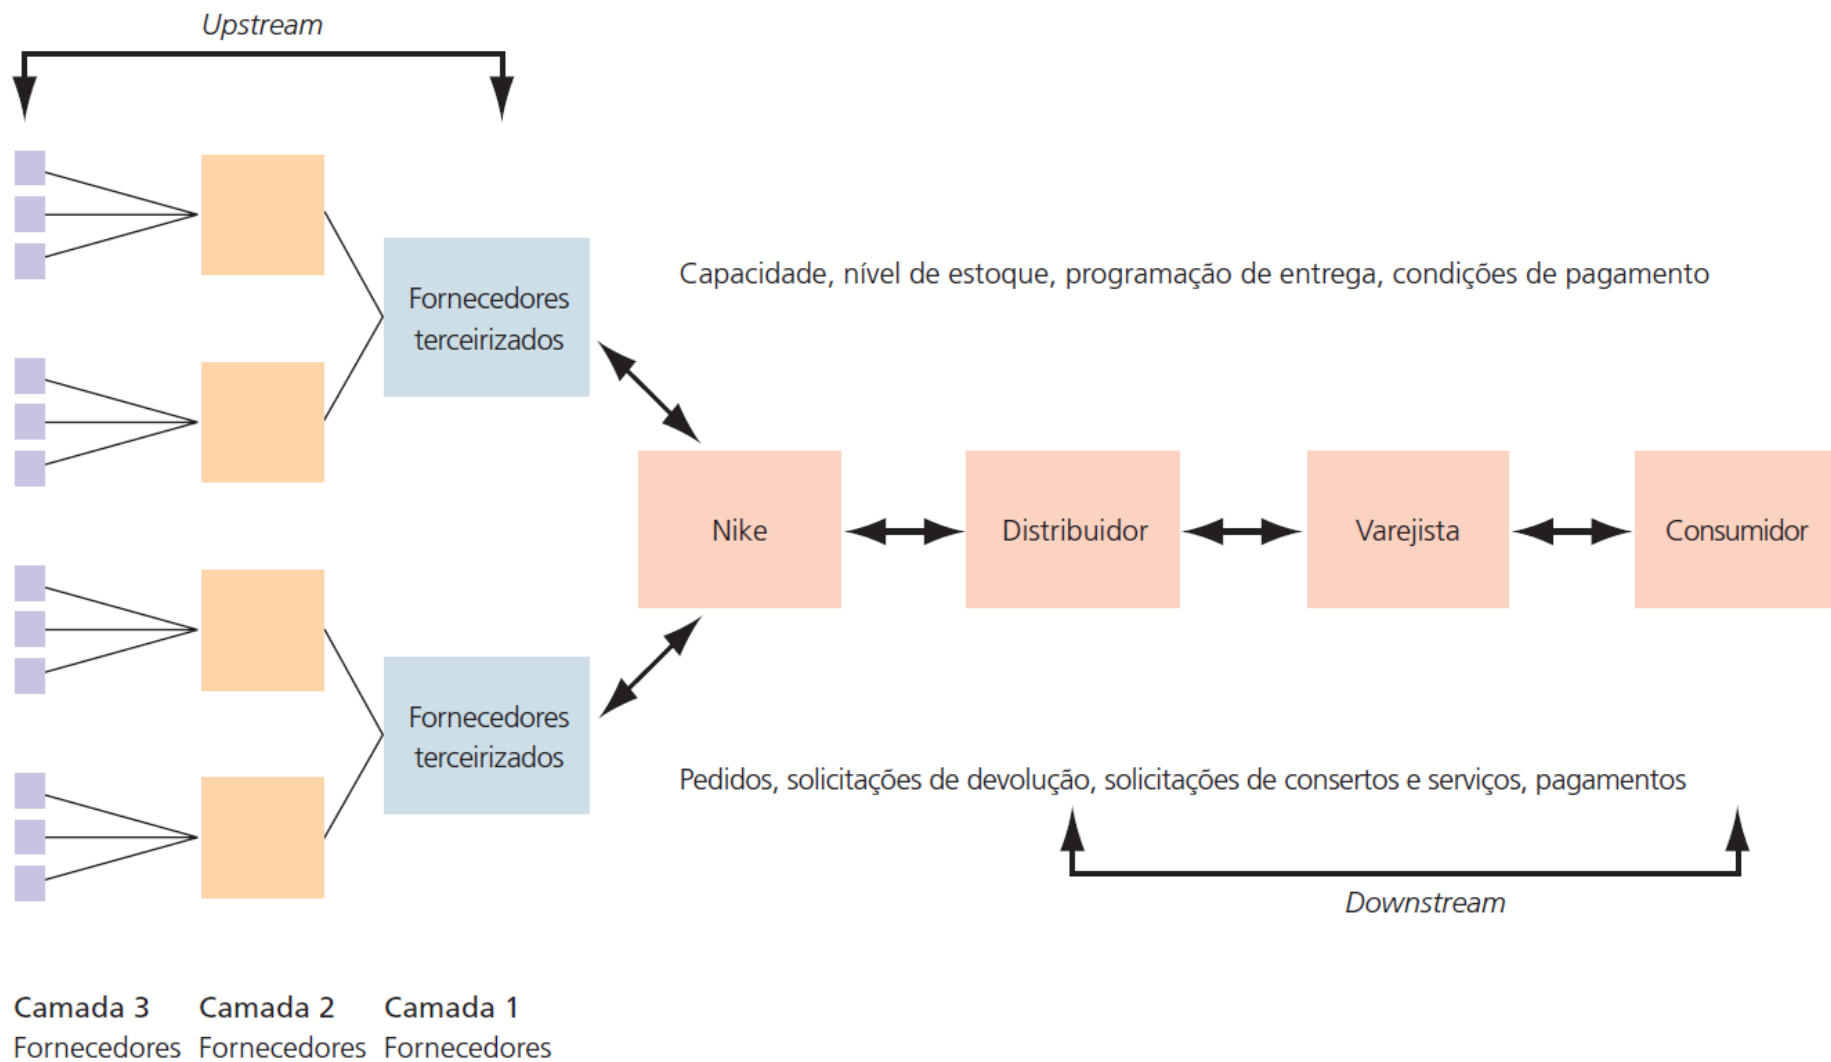 Upstream
Capacidade, nível de estoque, programação de entrega, condições de pagamento
Fornecedores
terceirizados
Nike
Distribuidor
Varejista
Consumidor
Fornecedores
terceirizados
Pedidos, solicitações de devolução, solicitações de consertos e serviços, pagamentos
Downstream
Camada 3
Fornecedores
Camada 2
Fornecedores
Camada 1
Fornecedores